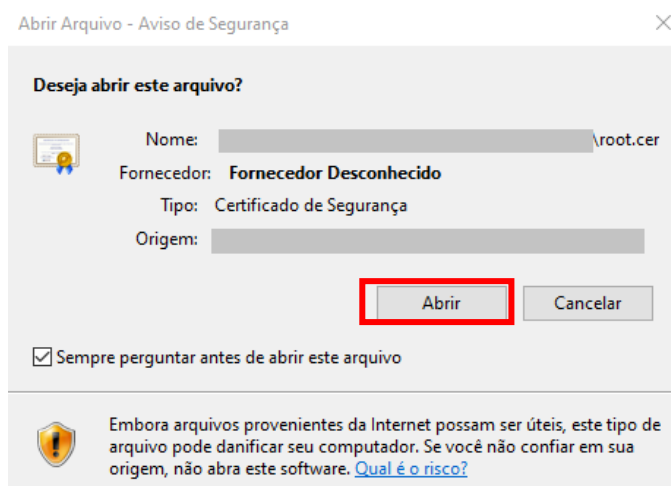 Abrir Arquivo - Aviso de Segurança
Deseja abrir este arquivo?
Nome: \root.cer
Fornecedor: Fornecedor Desconhecido
Tipo: Certificado de Segurança
Origem:
Abrir Cancelar
Sempre perguntar antes de abrir este arquivo
Embora arquivos provenientes da Internet possam ser úteis, este tipo de
arquivo pode danificar seu computador. Se você não confiar em sua
origem, não abra este software. Qual é o risco?